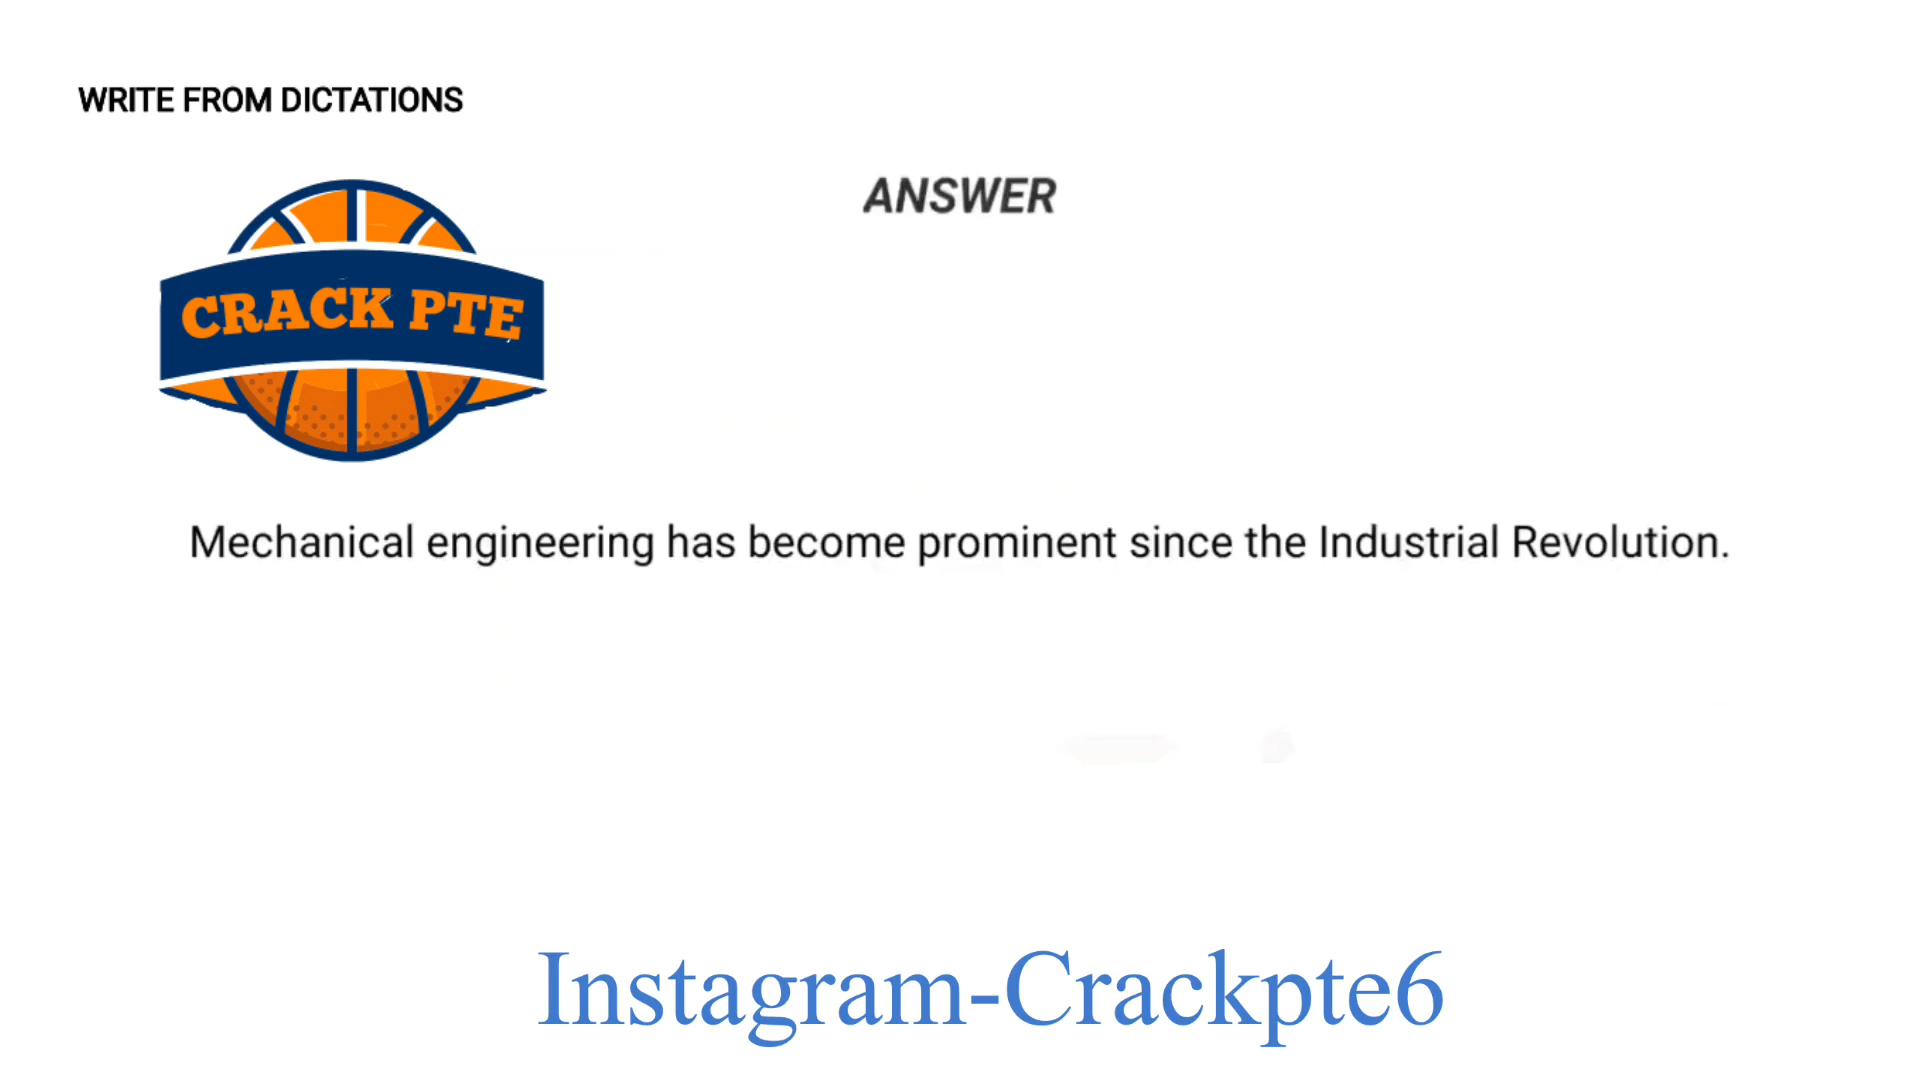 WRITE FROM DICTATIONS
ANSWER
CRACK PTE
Mechanical engineering has become prominent since the Industrial Revolution.
Instagram-Crackpte6